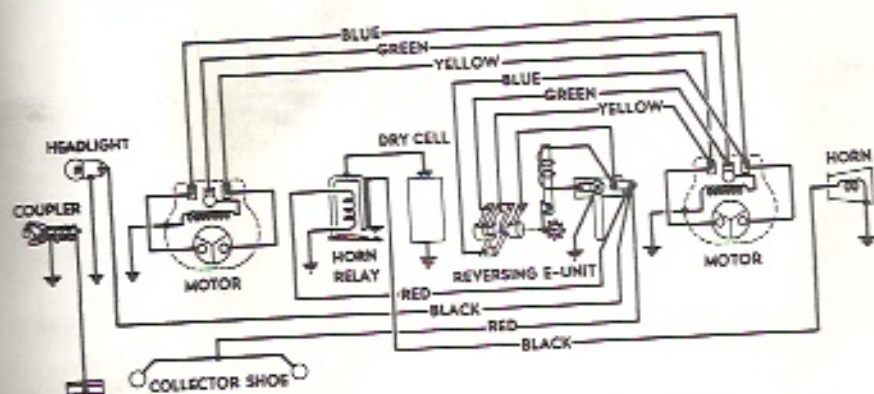 BLUE
GREEN
YELLOW
BLUE
GREEN
YELLOW
DRY CELL
HEADLIGHT
HORN
COUPLER
MOTOR
HORN
RELAY
REVERSING E-UNIT
MOTOR
RED
BLACK
RED
BLACK
COLLECTOR SHOE